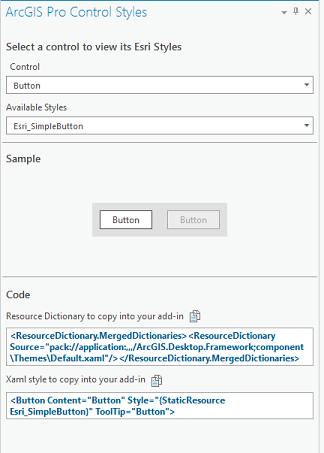 ArcGIS Pro Control Styles
Select a control to view its Esri Styles
Control
Button
Available Styles
Esri_SimpleButton
Sample
Button Button
Code
Resource Dictionary to copy into your add-in
<ResourceDictionary.MergedDictionaries><ResourceDictionary
Source="pack://application:,,,/ArcGIS.Desktop.Framework;component
\Themes\Default.xaml"/></ResourceDictionary.MergedDictionaries>
Xaml style to copy into your add-in
<Button Content="Button" Style="{StaticResource
Esri_SimpleButton}" ToolTip="Button">